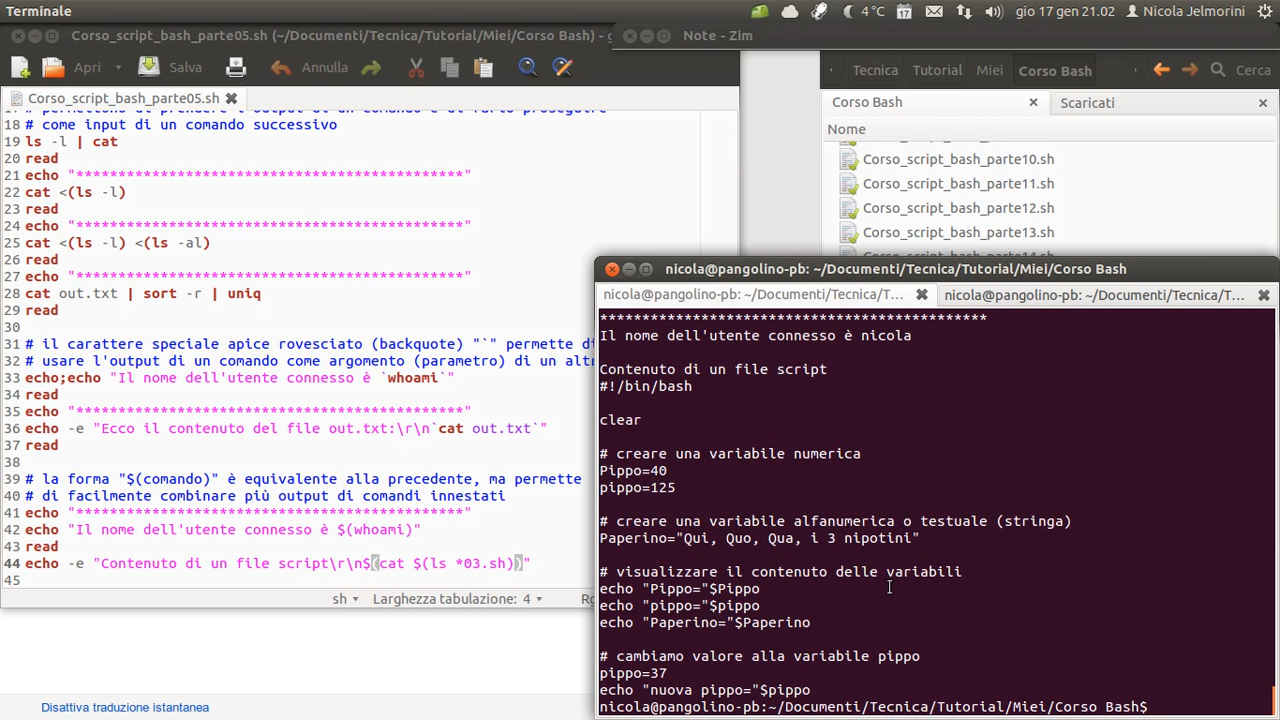 Terminale
4 °C
17
gio 17 gen 21.02
Nicola Jelmorini
Corso_script_bash_parte05.sh (~/Documenti/Tecnica/Tutorial/Miei/Corso Bash) - g
Note - Zim
Apri
Salva
Annulla
Tecnica
Tutorial
Miei
Corso Bash
Cerca
Corso_script_bash_parte05.sh
Corso Bash
Scaricati
Nome
Corso_script_bash_parte10.sh
Corso_script_bash_parte11.sh
Corso_script_bash_parte12.sh
Corso_script_bash_parte13.sh
18 # come input di un comando successivo
19 ls -l | cat
20 read
21 echo "**********************************************"
22 cat <(ls -l)
23 read
24 echo "**********************************************"
25 cat <(ls -l) <(ls -al)
26 read
27 echo "**********************************************"
28 cat out.txt | sort -r | uniq
29 read
30
31 # il carattere speciale apice rovesciato (backquote) "`" permette di
32 # usare l'output di un comando come argomento (parametro) di un altr
33 echo;echo "Il nome dell'utente connesso è `whoami`"
34 read
35 echo "**********************************************"
36 echo -e "Ecco il contenuto del file out.txt:\r\n`cat out.txt`"
37 read
38
39 # la forma "$(comando)" è equivalente alla precedente, ma permette
40 # di facilmente combinare più output di comandi innestati
41 echo "**********************************************"
42 echo "Il nome dell'utente connesso è $(whoami)"
43 read
44 echo -e "Contenuto di un file script\r\n$(cat $(ls *03.sh))"
45
sh
Larghezza tabulazione: 4
Disattiva traduzione istantanea
nicola@pangolino-pb: ~/Documenti/Tecnica/Tutorial/Miei/Corso Bash
nicola@pangolino-pb: ~/Documenti/Tecnica/T...
nicola@pangolino-pb: ~/Documenti/Tecnica/T...
**********************************************
Il nome dell'utente connesso è nicola
Contenuto di un file script
#!/bin/bash
clear
# creare una variabile numerica
Pippo=40
pippo=125
# creare una variabile alfanumerica o testuale (stringa)
Paperino="Qui, Quo, Qua, i 3 nipotini"
# visualizzare il contenuto delle variabili
echo "Pippo="$Pippo
echo "pippo="$pippo
echo "Paperino="$Paperino
# cambiamo valore alla variabile pippo
pippo=37
echo "nuova pippo="$pippo
nicola@pangolino-pb:~/Documenti/Tecnica/Tutorial/Miei/Corso Bash$